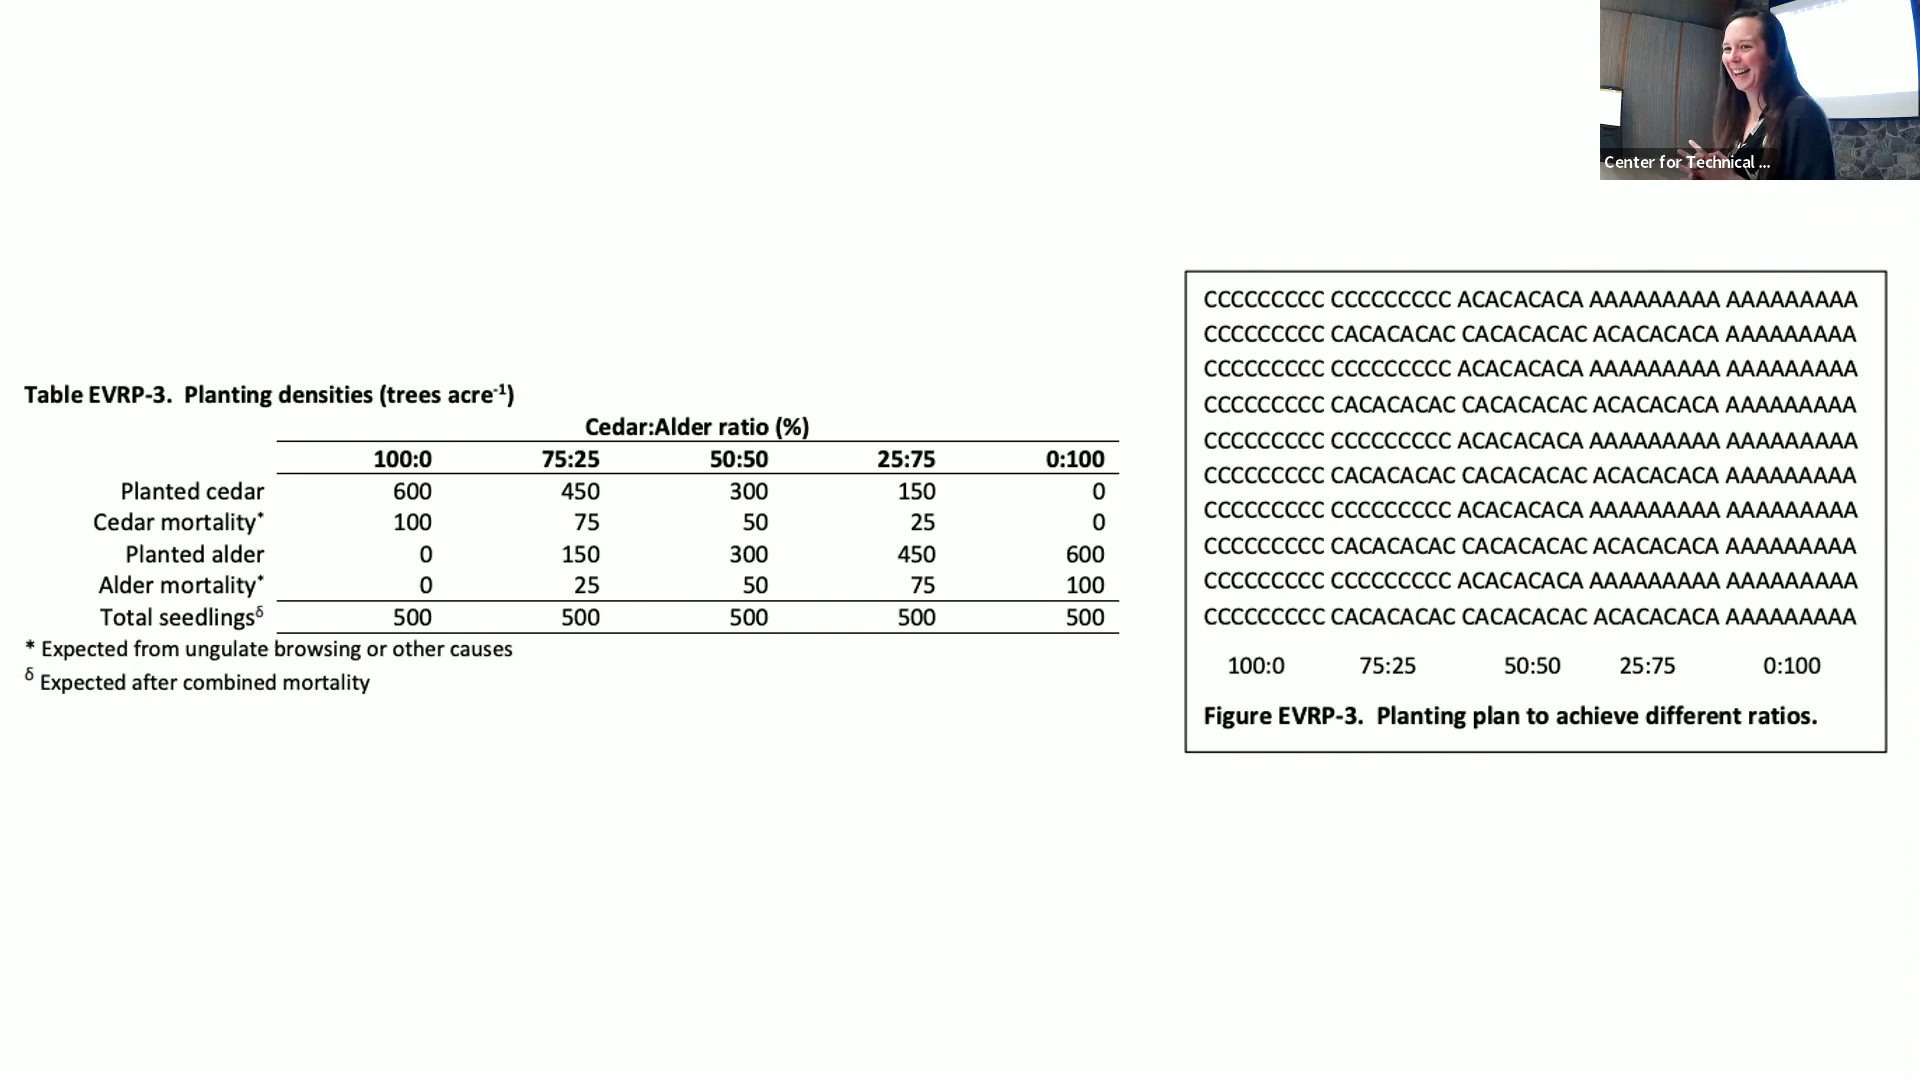 Center for Technical ...
Table EVRP-3. Planting densities (trees acre-1)
Cedar:Alder ratio (%)
100:0 75:25 50:50 25:75 0:100
Planted cedar 600 450 300 150 0
Cedar mortality* 100 75 50 25 0
Planted alder 0 150 300 450 600
Alder mortality* 0 25 50 75 100
Total seedlingsδ 500 500 500 500 500
* Expected from ungulate browsing or other causes
δ Expected after combined mortality
CCCCCCCCC CCCCCCCCC ACACACACA AAAAAAAAA AAAAAAAAA
CCCCCCCCC CACACACAC CACACACAC ACACACACA AAAAAAAAA
CCCCCCCCC CCCCCCCCC ACACACACA AAAAAAAAA AAAAAAAAA
CCCCCCCCC CACACACAC CACACACAC ACACACACA AAAAAAAAA
CCCCCCCCC CCCCCCCCC ACACACACA AAAAAAAAA AAAAAAAAA
CCCCCCCCC CACACACAC CACACACAC ACACACACA AAAAAAAAA
CCCCCCCCC CCCCCCCCC ACACACACA AAAAAAAAA AAAAAAAAA
CCCCCCCCC CACACACAC CACACACAC ACACACACA AAAAAAAAA
CCCCCCCCC CCCCCCCCC ACACACACA AAAAAAAAA AAAAAAAAA
CCCCCCCCC CACACACAC CACACACAC ACACACACA AAAAAAAAA
100:0 75:25 50:50 25:75 0:100
Figure EVRP-3. Planting plan to achieve different ratios.